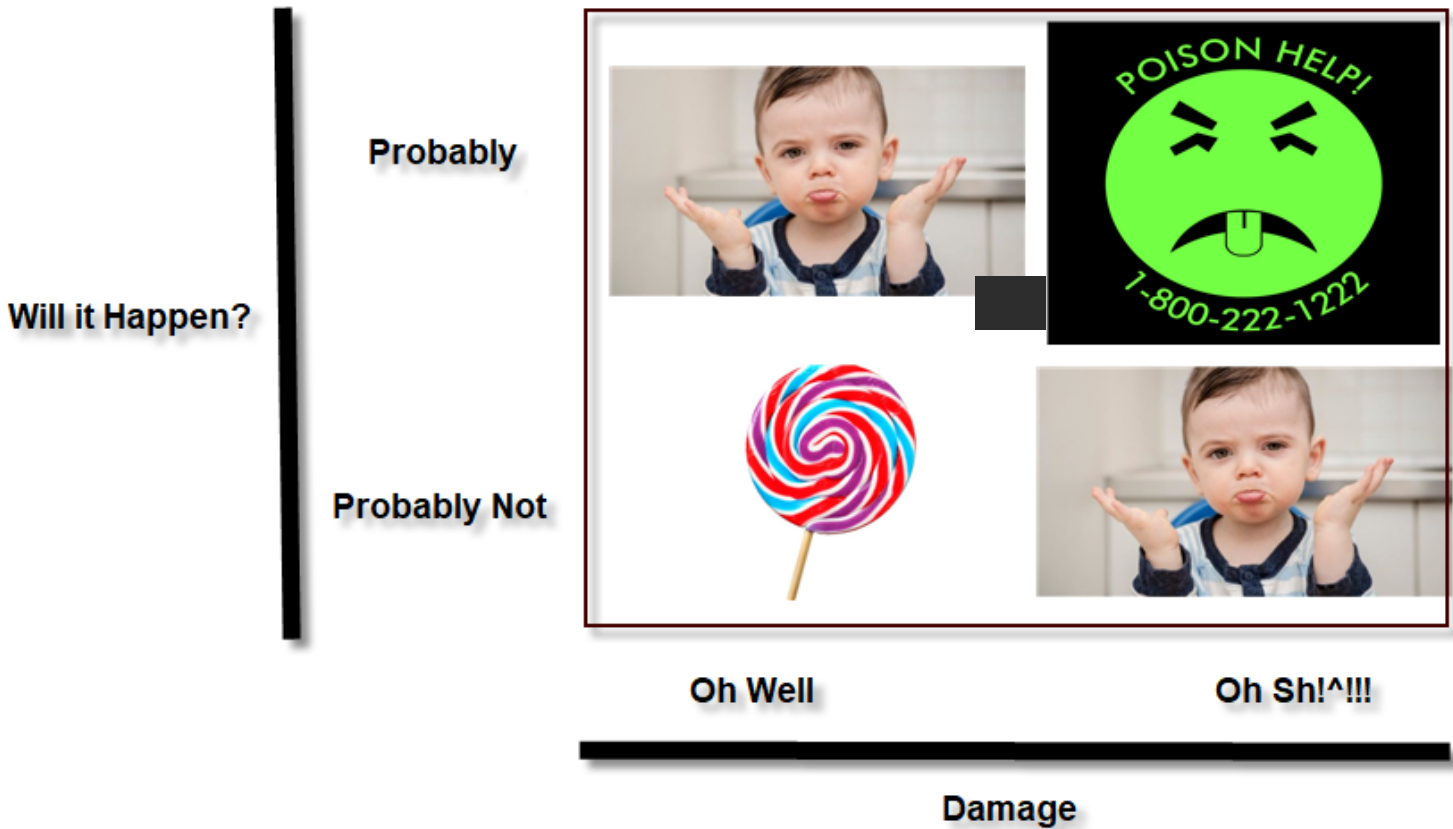 POISON HELP!
Probably
1-800-222-1222
Will it Happen?
Probably Not
Oh Well
Oh Sh!^!!!
Damage